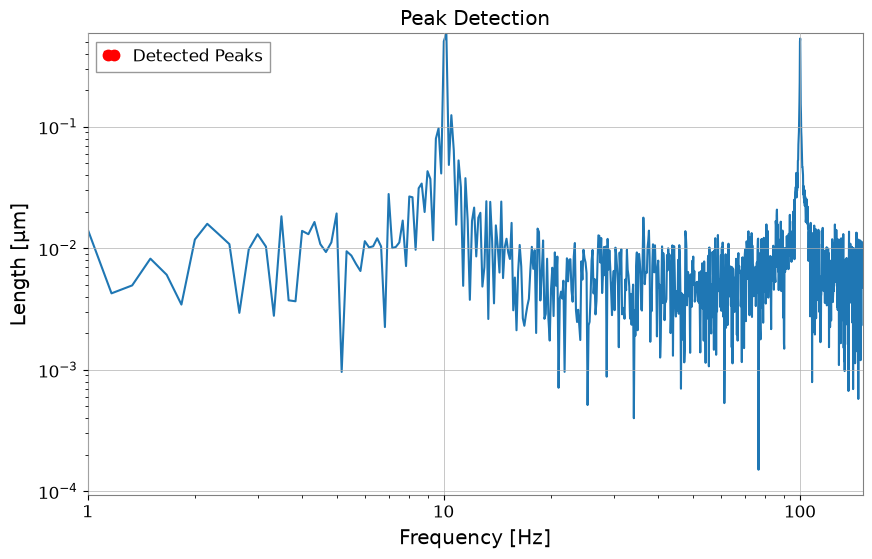 Peak Detection
Detected Peaks
Length [µm]
10⁻¹
10⁻²
10⁻³
10⁻⁴
1
10
100
Frequency [Hz]